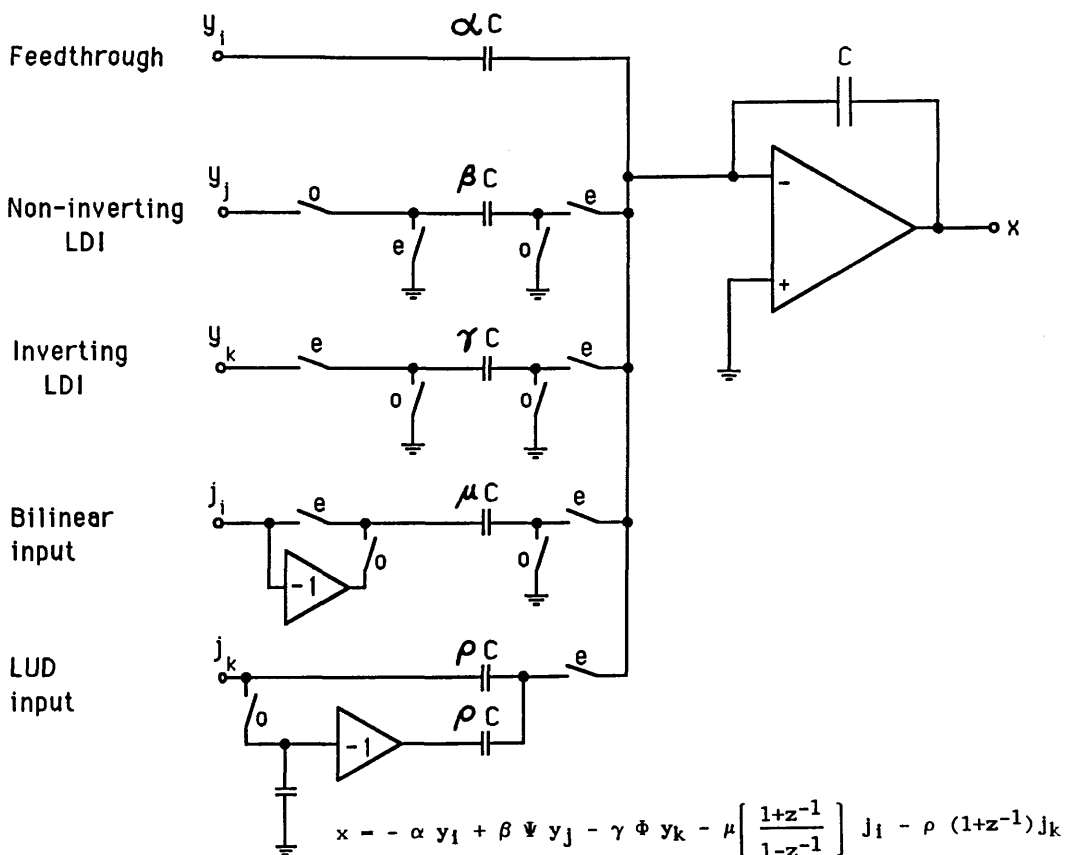 Feedthrough
y_i
αC
C
Non-inverting
LDI
y_j
o
e
βC
o
e
-
+
x
Inverting
LDI
y_k
e
o
γC
o
e
Bilinear
input
j_i
e
o
-1
μC
o
e
LUD
input
j_k
o
-1
ρC
ρC
e
x = - α y_i + β Ψ y_j - γ Φ y_k - μ[ (1+z^-1)/(1-z^-1) ] j_i - ρ (1+z^-1)j_k